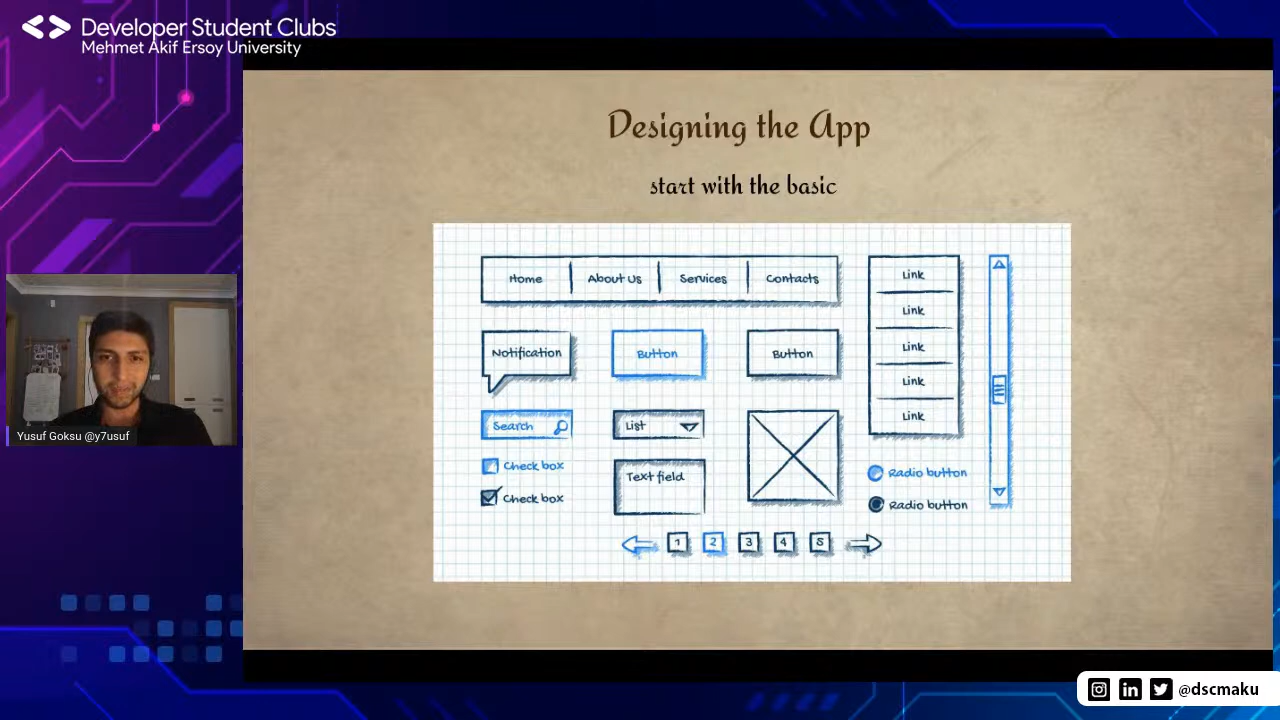 Developer Student Clubs
Mehmet Akif Ersoy University
Designing the App
start with the basic
Home About Us Services Contacts
Link
Link
Link
Link
Link
Notification Button Button
Search List
Check box
Check box
Text field
Radio button
Radio button
1 2 3 4 5
Yusuf Goksu @y7usuf
@dscmaku